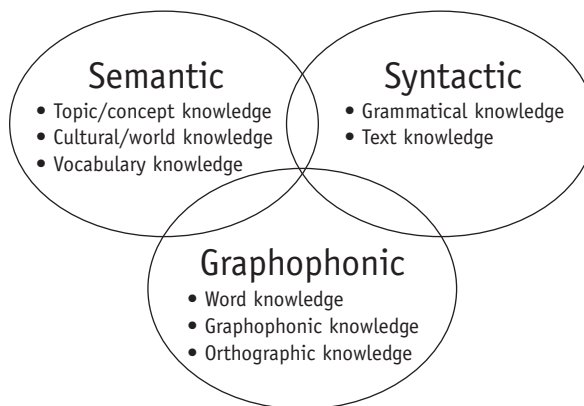 Semantic
• Topic/concept knowledge
• Cultural/world knowledge
• Vocabulary knowledge
Syntactic
• Grammatical knowledge
• Text knowledge
Graphophonic
• Word knowledge
• Graphophonic knowledge
• Orthographic knowledge